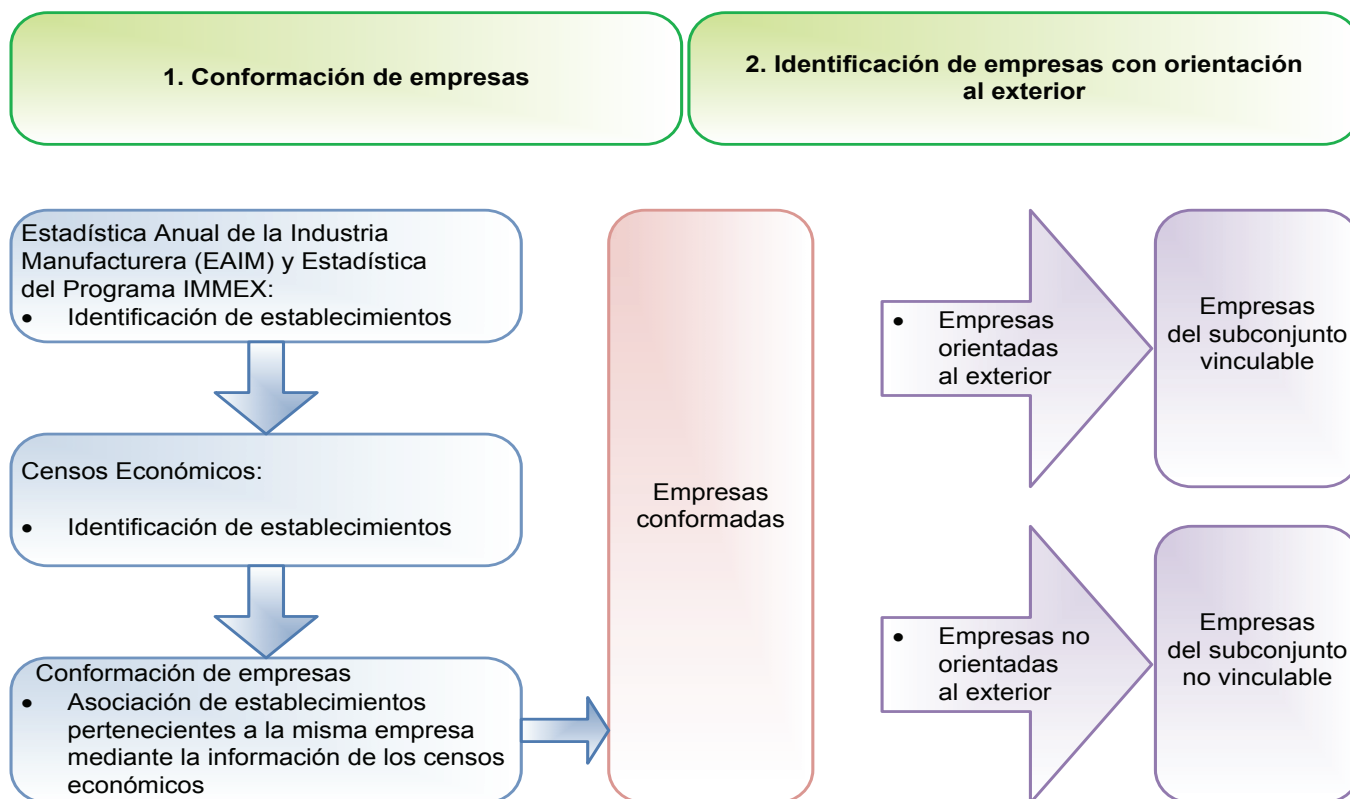 1. Conformación de empresas
2. Identificación de empresas con orientación
al exterior
Estadística Anual de la Industria
Manufacturera (EAIM) y Estadística
del Programa IMMEX:
• Identificación de establecimientos
Censos Económicos:
• Identificación de establecimientos
Conformación de empresas
• Asociación de establecimientos
pertenecientes a la misma empresa
mediante la información de los censos
económicos
Empresas
conformadas
• Empresas
orientadas
al exterior
Empresas
del subconjunto
vinculable
• Empresas no
orientadas
al exterior
Empresas
del subconjunto
no vinculable